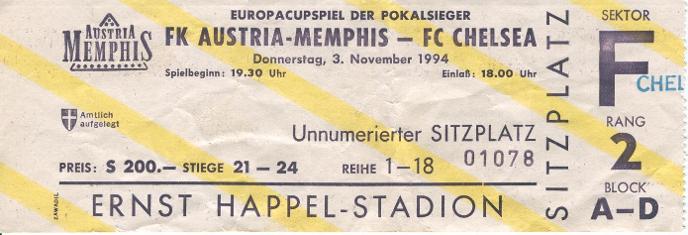 AUSTRIA
MEMPHIS
EUROPACUPSPIEL DER POKALSIEGER
FK AUSTRIA-MEMPHIS – FC CHELSEA
Donnerstag, 3. November 1994
Spielbeginn: 19.30 Uhr Einlaß: 18.00 Uhr
Amtlich
aufgelegt
Unnumerierter SITZPLATZ
01078
PREIS: S 200.— STIEGE 21–24 REIHE 1–18
ERNST HAPPEL-STADION
ZAWADIL
SITZPLATZ
SEKTOR
F
CHEL
RANG
2
BLOCK
A–D